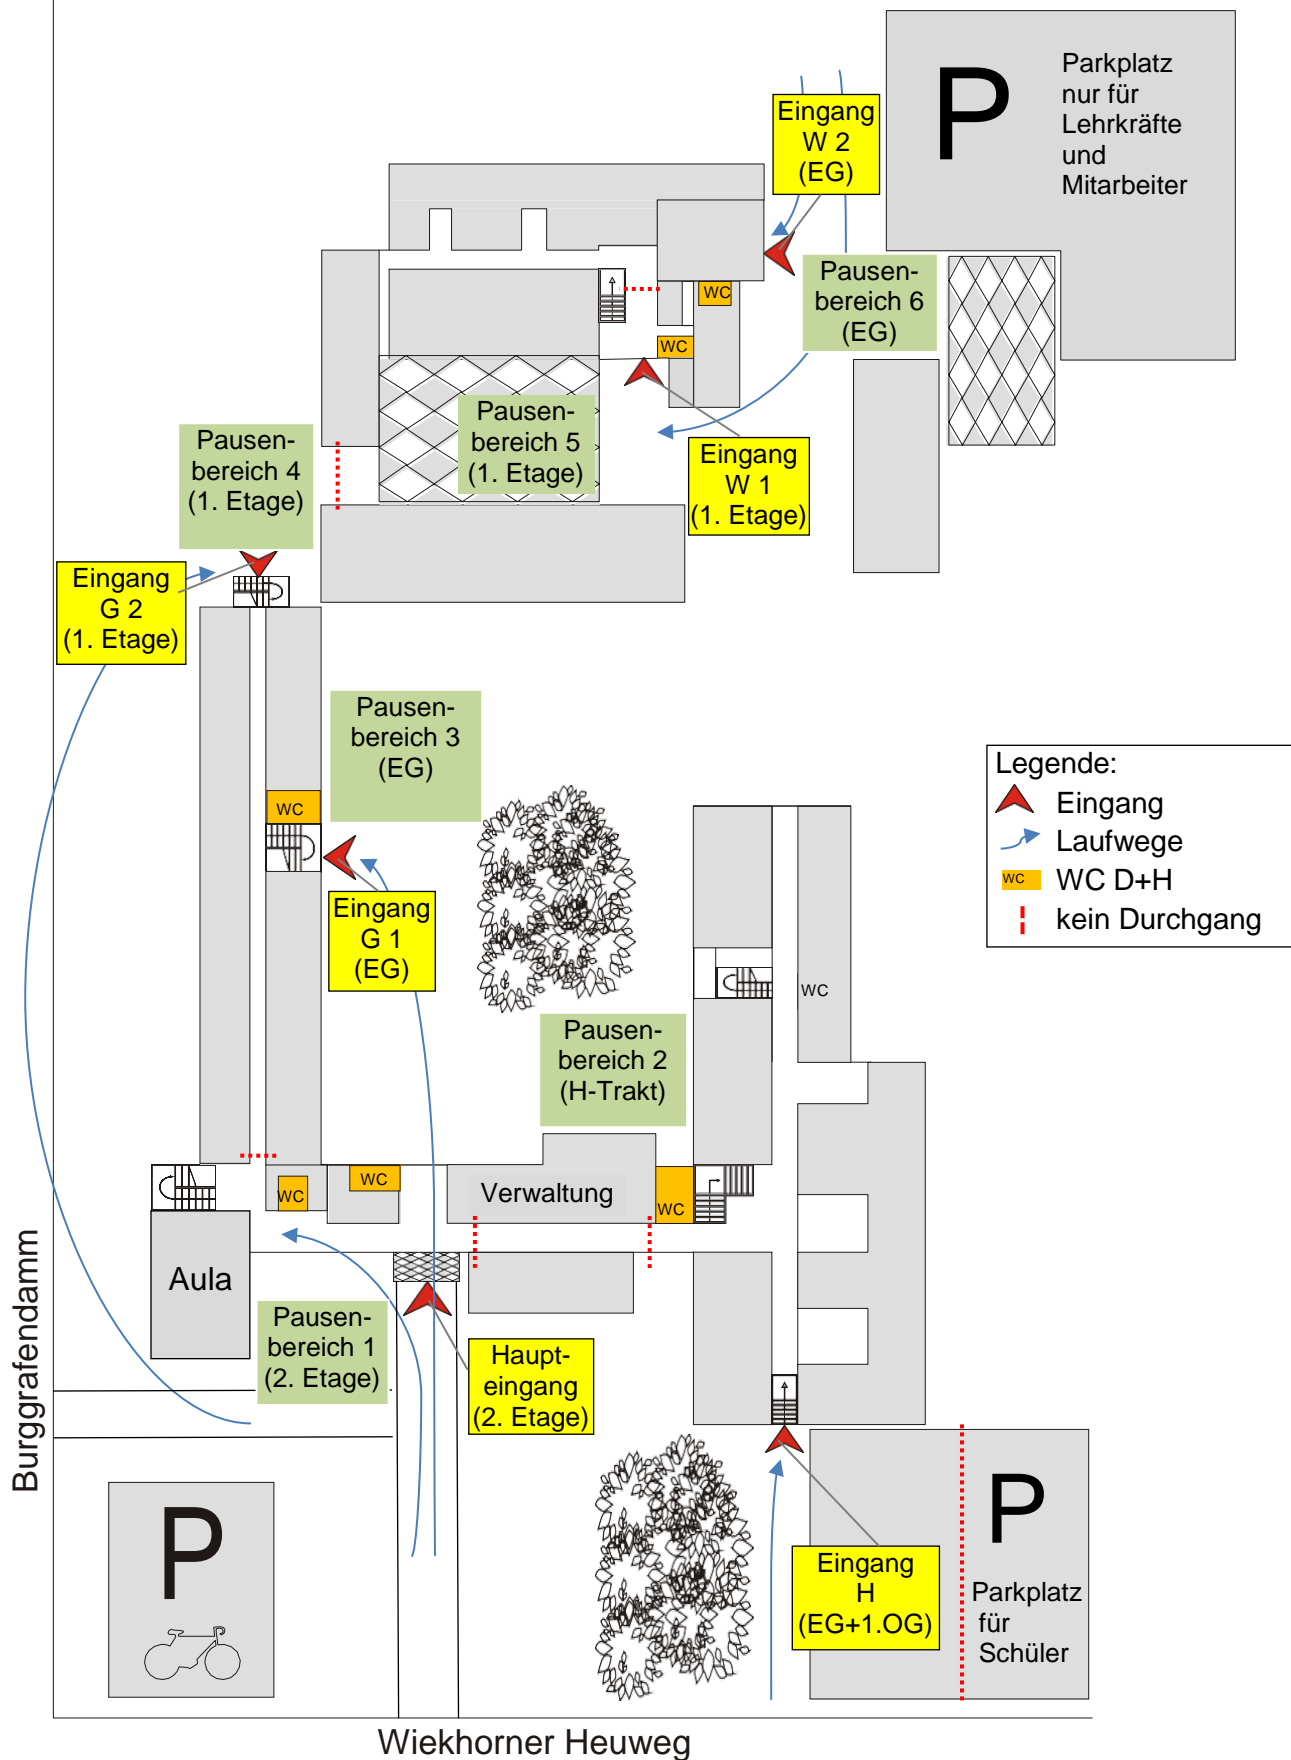 P
Parkplatz
nur für
Lehrkräfte
und
Mitarbeiter
Eingang
W 2
(EG)
Pausen-
bereich 6
(EG)
WC
WC
Pausen-
bereich 5
(1. Etage)
Eingang
W 1
(1. Etage)
Pausen-
bereich 4
(1. Etage)
Eingang
G 2
(1. Etage)
Pausen-
bereich 3
(EG)
WC
Eingang
G 1
(EG)
Legende:
Eingang
Laufwege
WC
WC D+H
kein Durchgang
WC
Pausen-
bereich 2
(H-Trakt)
WC
WC
Verwaltung
WC
Aula
Pausen-
bereich 1
(2. Etage)
Haupt-
eingang
(2. Etage)
Burggrafendamm
P
P
Eingang
H
(EG+1.OG)
Parkplatz
für
Schüler
Wiekhorner Heuweg